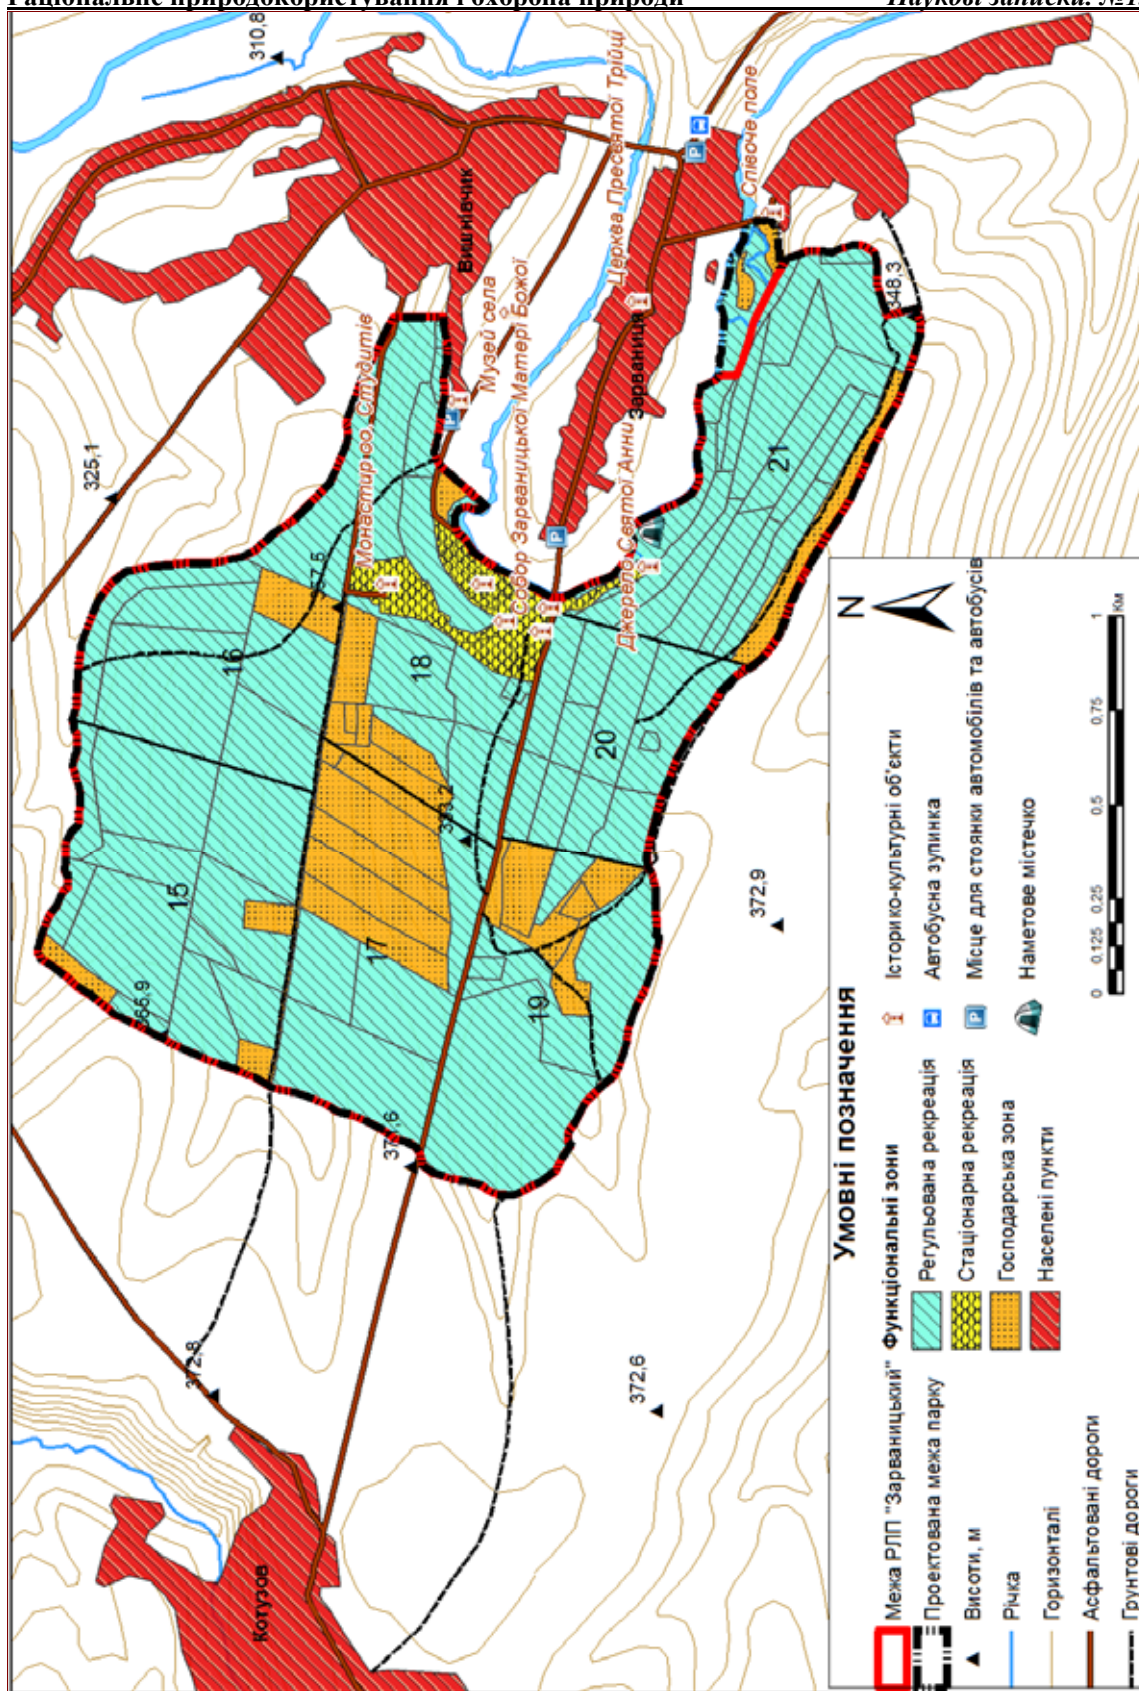 Раціональне природокористування і охорона природи
Наукові записки. №1
310,8
325,1
Вишнівчик
Музей села
Монастир оо. Студитів
Собор Зарваницької Матері Божої
Церква Пресвятої Трійці
Зарваниця
Співоче поле
Джерело Святої Анни
348,3
366,9
372,8
372,9
372,6
15
16
17
18
19
20
21
Котузов
N
Умовні позначення
Межа РЛП "Зарваницький"
Проектована межа парку
Висоти, м
Річка
Горизонталі
Асфальтовані дороги
Грунтові дороги
Функціональні зони
Регульована рекреація
Стаціонарна рекреація
Господарська зона
Населені пункти
Історико-культурні об'єкти
Автобусна зупинка
Місце для стоянки автомобілів та автобусів
Наметове містечко
0 0,125 0,25 0,5 0,75 1
Км